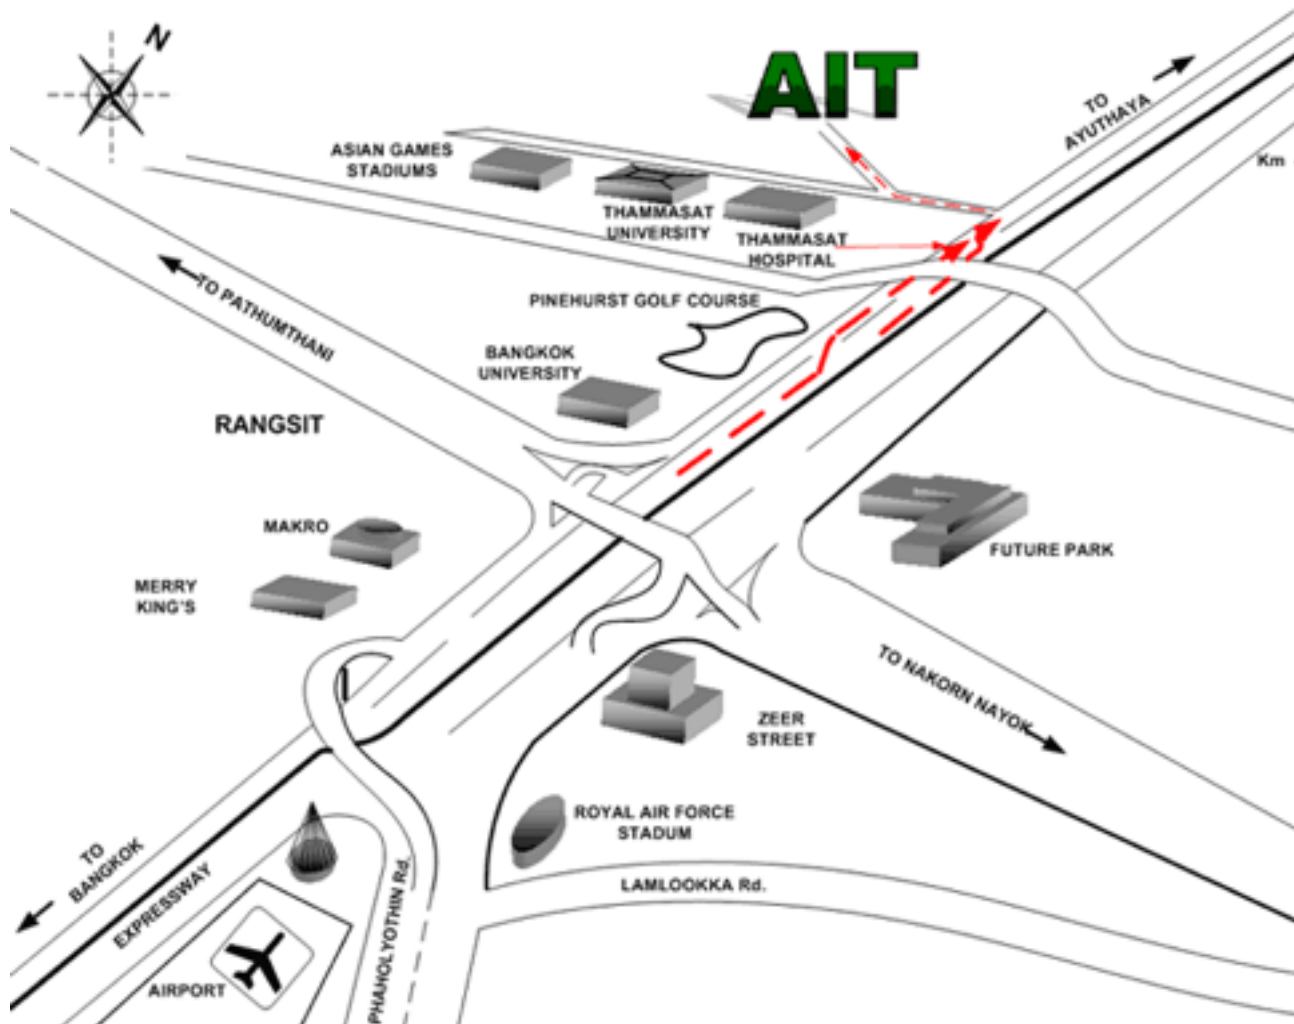 N
AIT
TO
AYUTHAYA
Km
ASIAN GAMES
STADIUMS
THAMMASAT
UNIVERSITY
THAMMASAT
HOSPITAL
TO PATHUMTHANI
PINEHURST GOLF COURSE
BANGKOK
UNIVERSITY
RANGSIT
MAKRO
MERRY
KING'S
FUTURE PARK
TO NAKORN NAYOK
ZEER
STREET
ROYAL AIR FORCE
STADUM
LAMLOOKKA Rd.
TO
BANGKOK
EXPRESSWAY
PHAHOLYOTHIN Rd.
AIRPORT